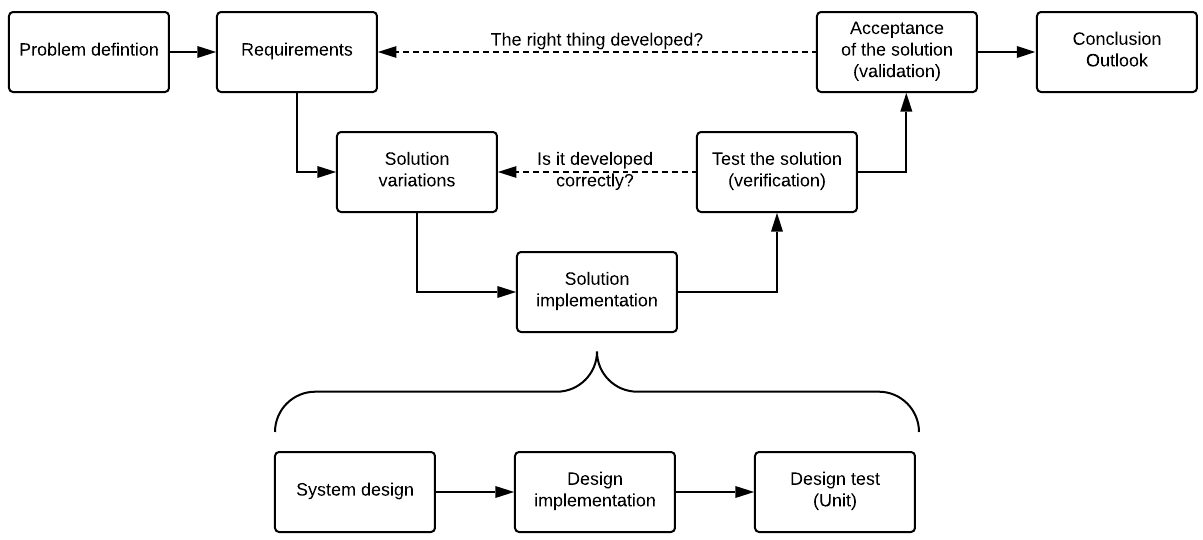 Problem defintion
Requirements
The right thing developed?
Acceptance
of the solution
(validation)
Conclusion
Outlook
Solution
variations
Is it developed
correctly?
Test the solution
(verification)
Solution
implementation
System design
Design
implementation
Design test
(Unit)